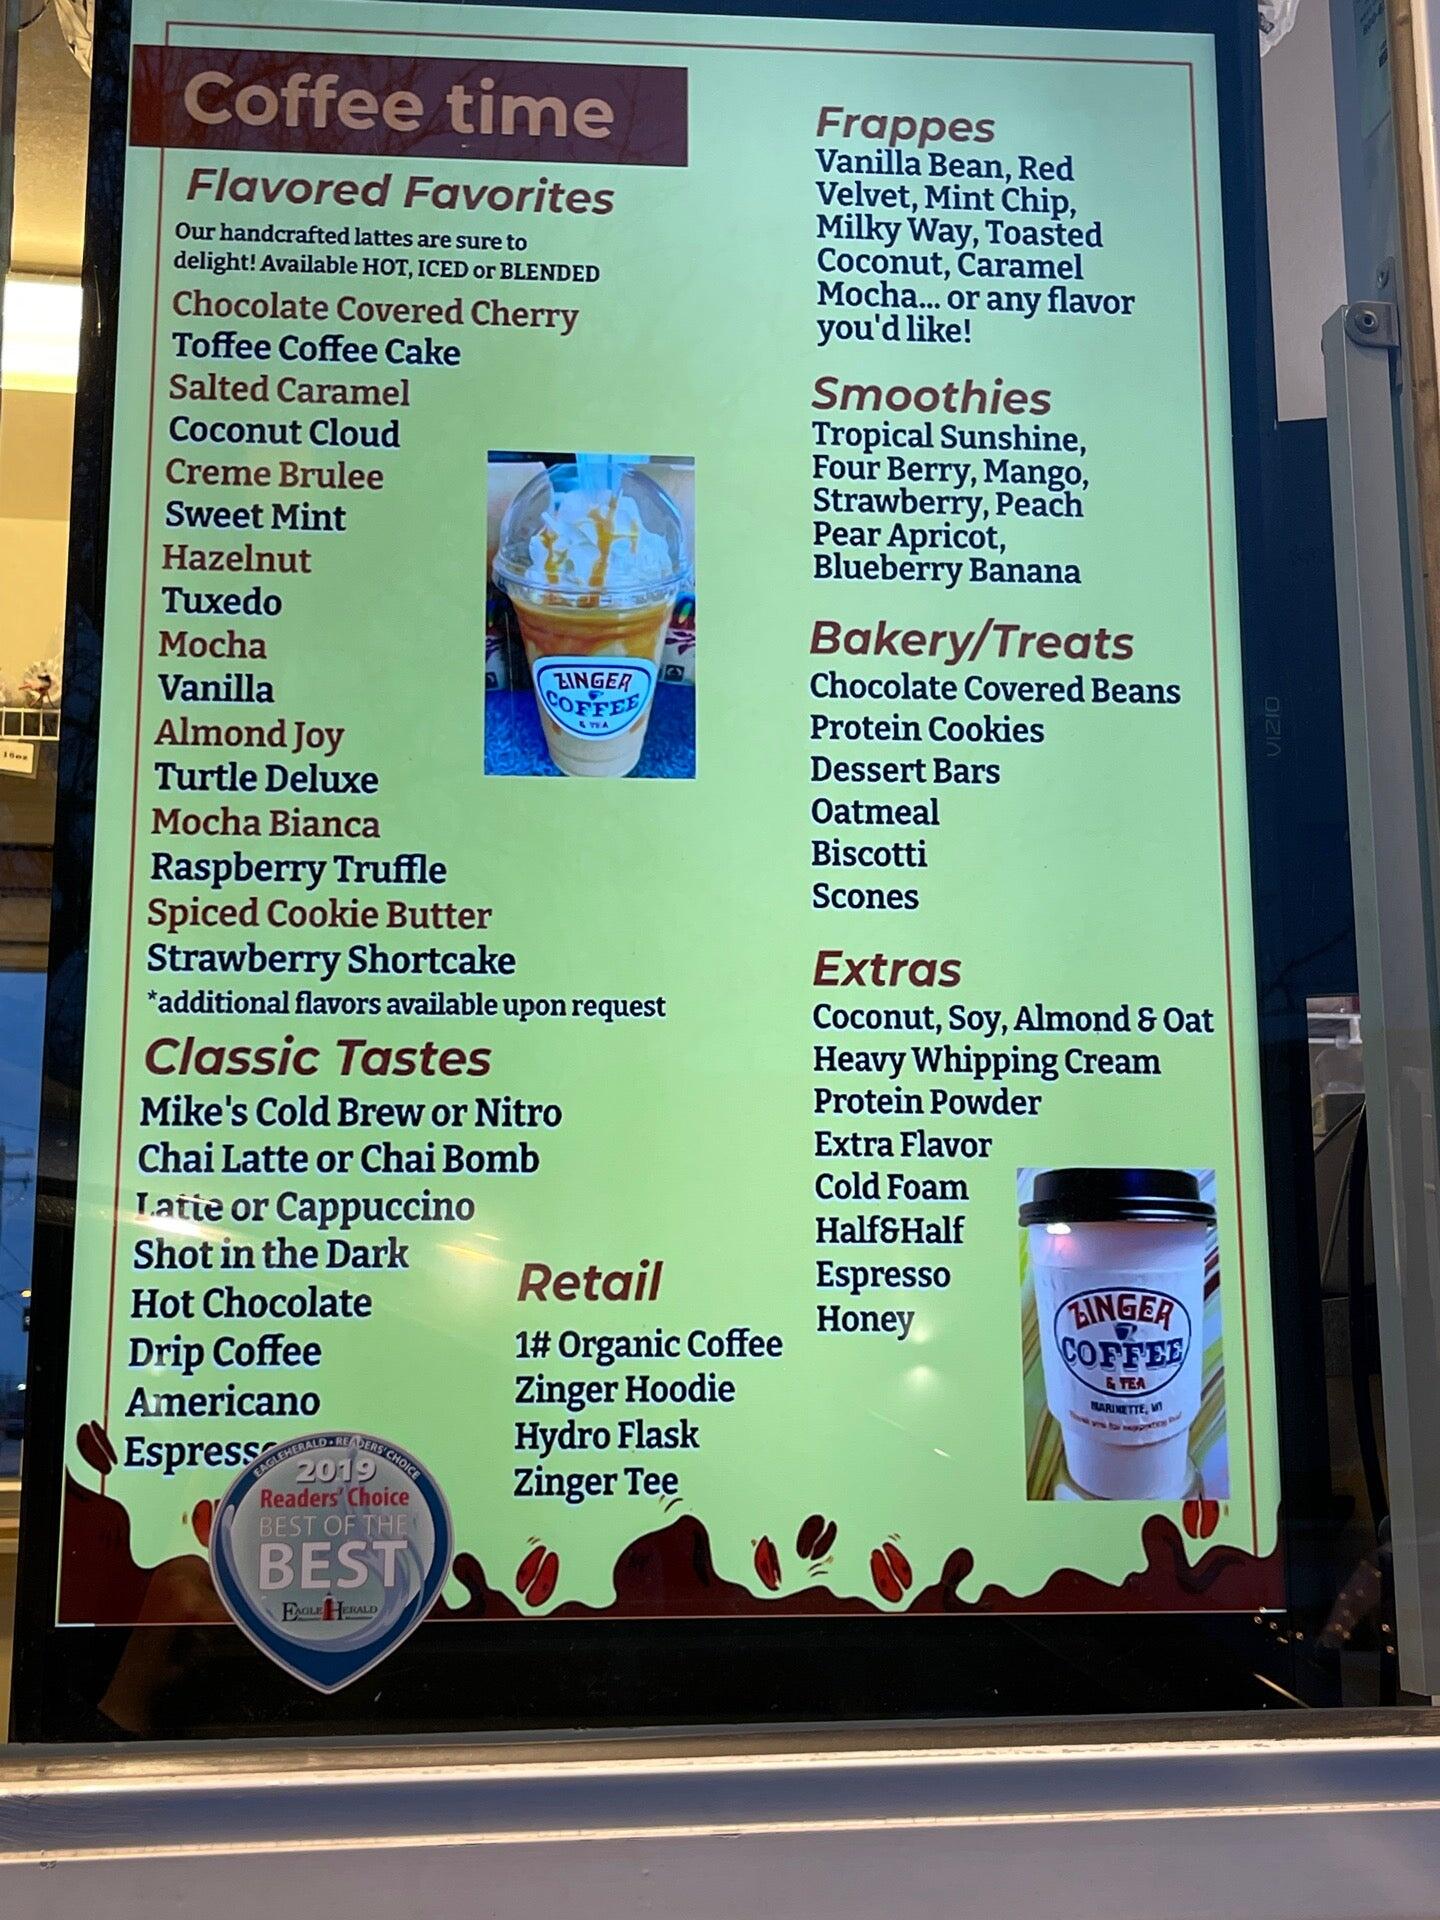 Coffee time
Flavored Favorites
Our handcrafted lattes are sure to
delight! Available HOT, ICED or BLENDED
Chocolate Covered Cherry
Toffee Coffee Cake
Salted Caramel
Coconut Cloud
Creme Brulee
Sweet Mint
Hazelnut
Tuxedo
Mocha
Vanilla
Almond Joy
Turtle Deluxe
Mocha Bianca
Raspberry Truffle
Spiced Cookie Butter
Strawberry Shortcake
*additional flavors available upon request
ZINGER
COFFEE
& TEA
Classic Tastes
Mike's Cold Brew or Nitro
Chai Latte or Chai Bomb
Latte or Cappuccino
Shot in the Dark
Hot Chocolate
Drip Coffee
Americano
Espresso
Retail
1# Organic Coffee
Zinger Hoodie
Hydro Flask
Zinger Tee
Frappes
Vanilla Bean, Red
Velvet, Mint Chip,
Milky Way, Toasted
Coconut, Caramel
Mocha... or any flavor
you'd like!
Smoothies
Tropical Sunshine,
Four Berry, Mango,
Strawberry, Peach
Pear Apricot,
Blueberry Banana
Bakery/Treats
Chocolate Covered Beans
Protein Cookies
Dessert Bars
Oatmeal
Biscotti
Scones
Extras
Coconut, Soy, Almond & Oat
Heavy Whipping Cream
Protein Powder
Extra Flavor
Cold Foam
Half&Half
Espresso
Honey
ZINGER
COFFEE
& TEA
MARINETTE, WI
EAGLEHERALD • READERS' CHOICE
2019
Readers' Choice
BEST OF THE
BEST
EAGLE HERALD
VIZIO
16oz